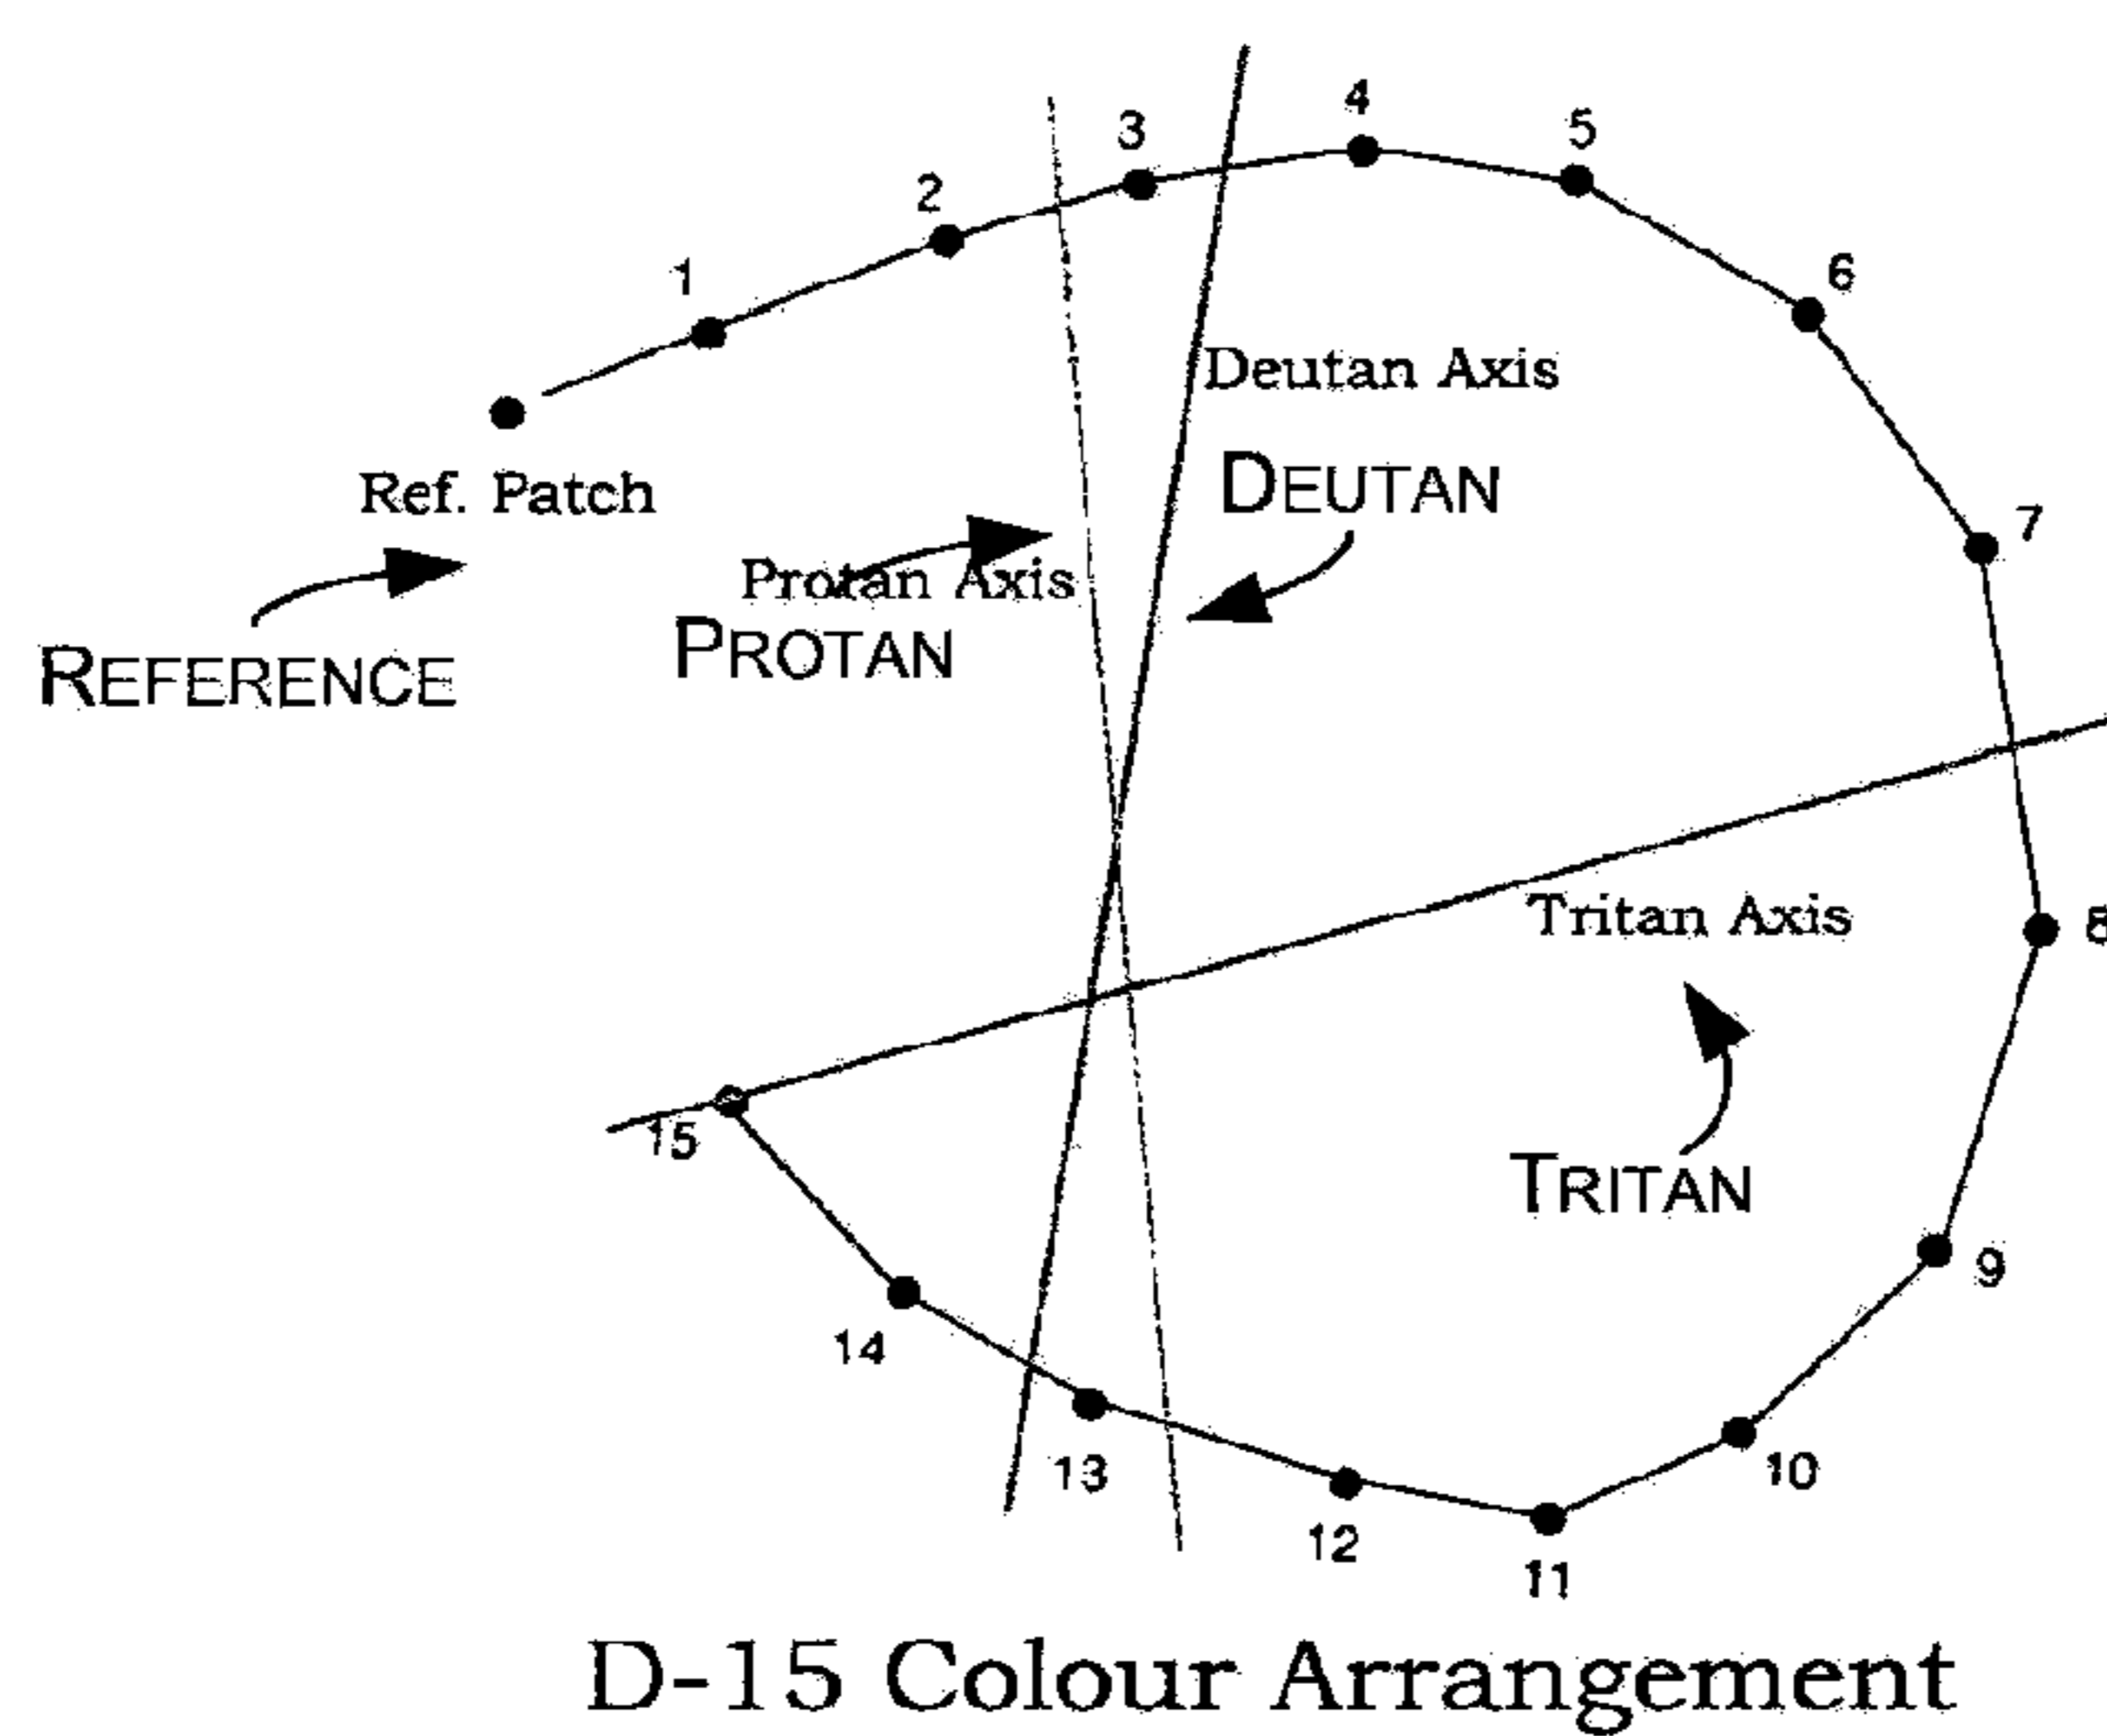 4
3
5
2
1
6
Deutan Axis
Ref. Patch
DEUTAN
7
Protan Axis
PROTAN
REFERENCE
Tritan Axis
8
15
TRITAN
9
14
13
10
12
11
D-15 Colour Arrangement